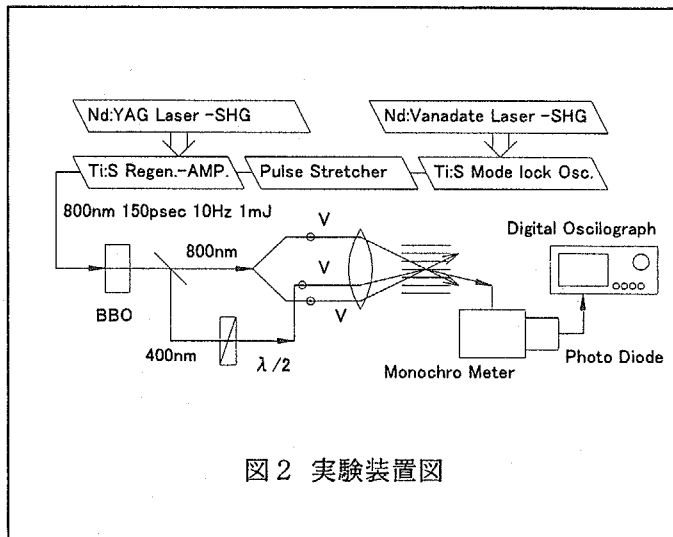 Nd:YAG Laser -SHG
Nd:Vanadate Laser -SHG
Ti:S Regen.-AMP.
Pulse Stretcher
Ti:S Mode lock Osc.
800nm 150psec 10Hz 1mJ
V
Digital Oscilograph
800nm
V
BBO
400nm
V
λ/2
Photo Diode
Monochro Meter
図2 実験装置図